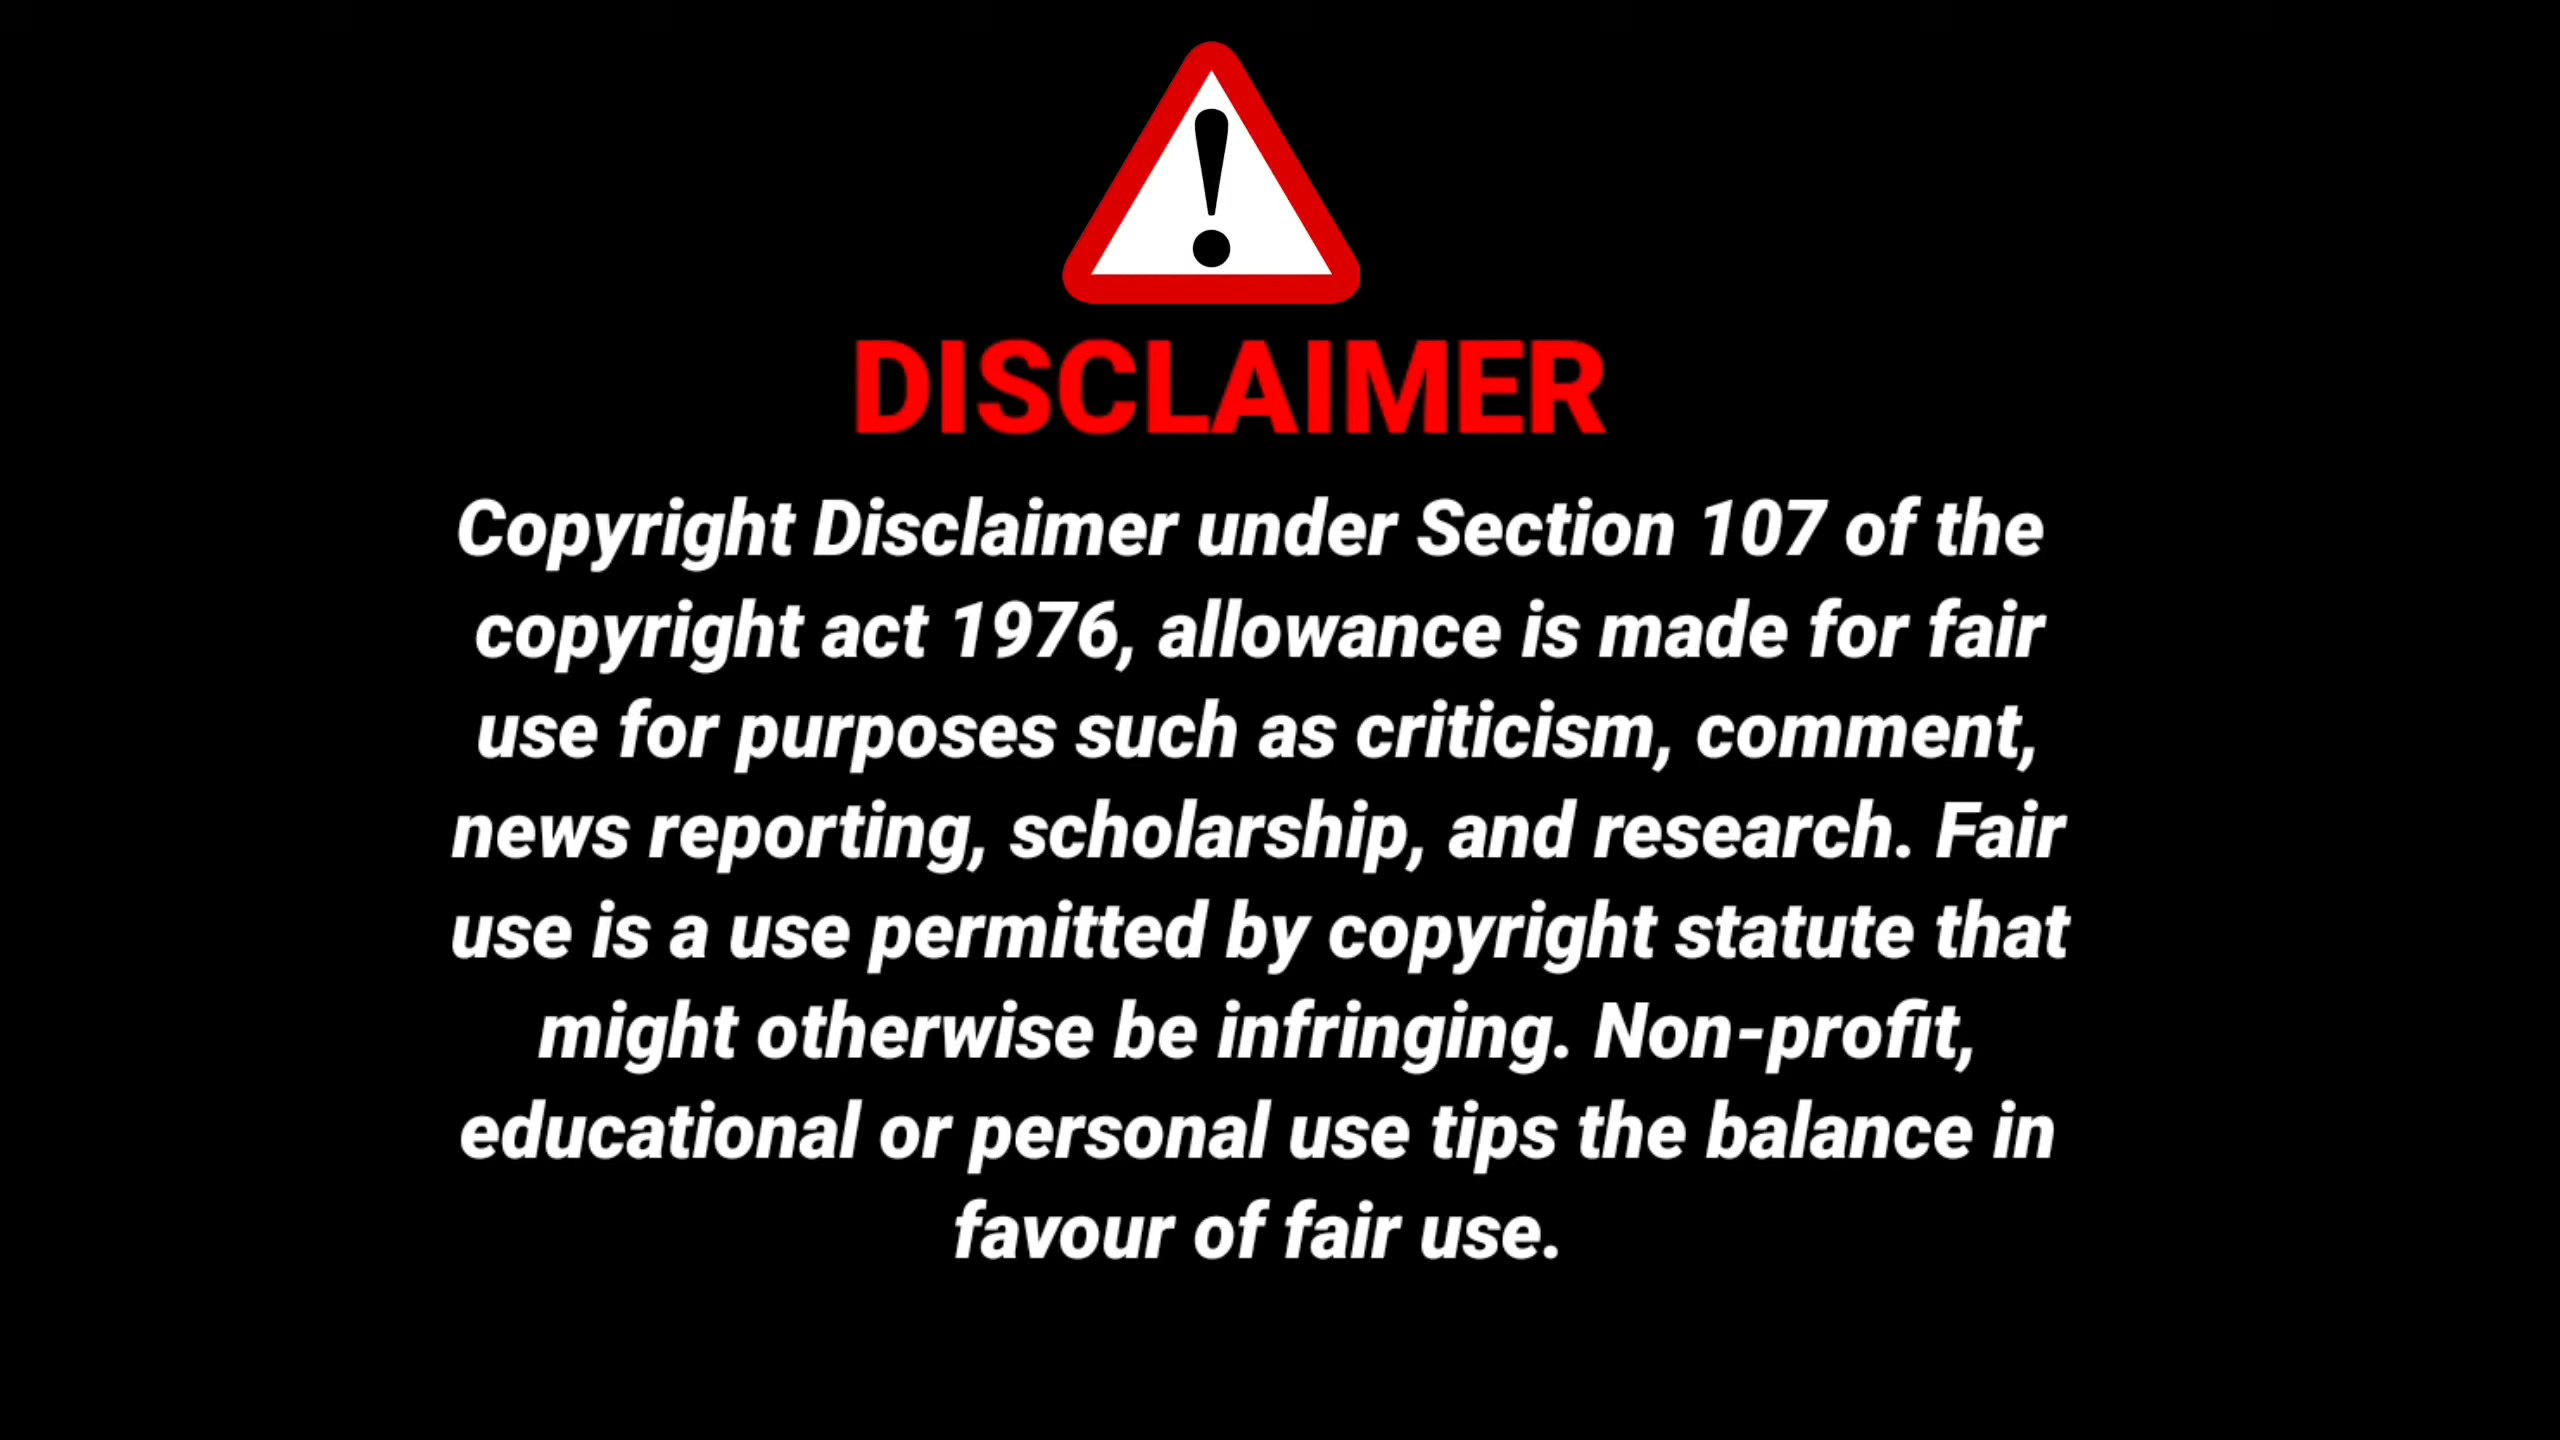 DISCLAIMER
Copyright Disclaimer under Section 107 of the
copyright act 1976, allowance is made for fair
use for purposes such as criticism, comment,
news reporting, scholarship, and research. Fair
use is a use permitted by copyright statute that
might otherwise be infringing. Non-profit,
educational or personal use tips the balance in
favour of fair use.